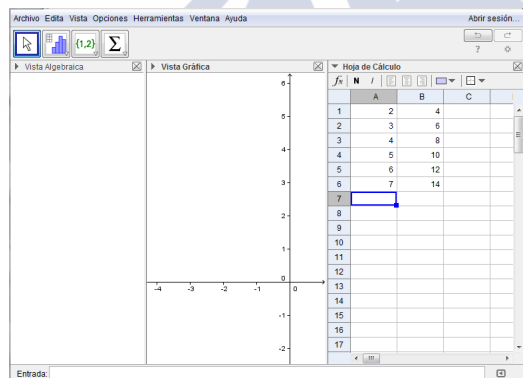 Archivo Edita Vista Opciones Herramientas Ventana Ayuda Abrir sesión...
{1,2} Σ ?
Vista Algebraica Vista Gráfica Hoja de Cálculo
fx N I
A B C
1 2 4
2 3 6
3 4 8
4 5 10
5 6 12
6 7 14
7
8
9
10
11
12
13
14
15
16
17
6
5
4
3
2
1
0
-4 -3 -2 -1 0
-1
-2
Entrada: